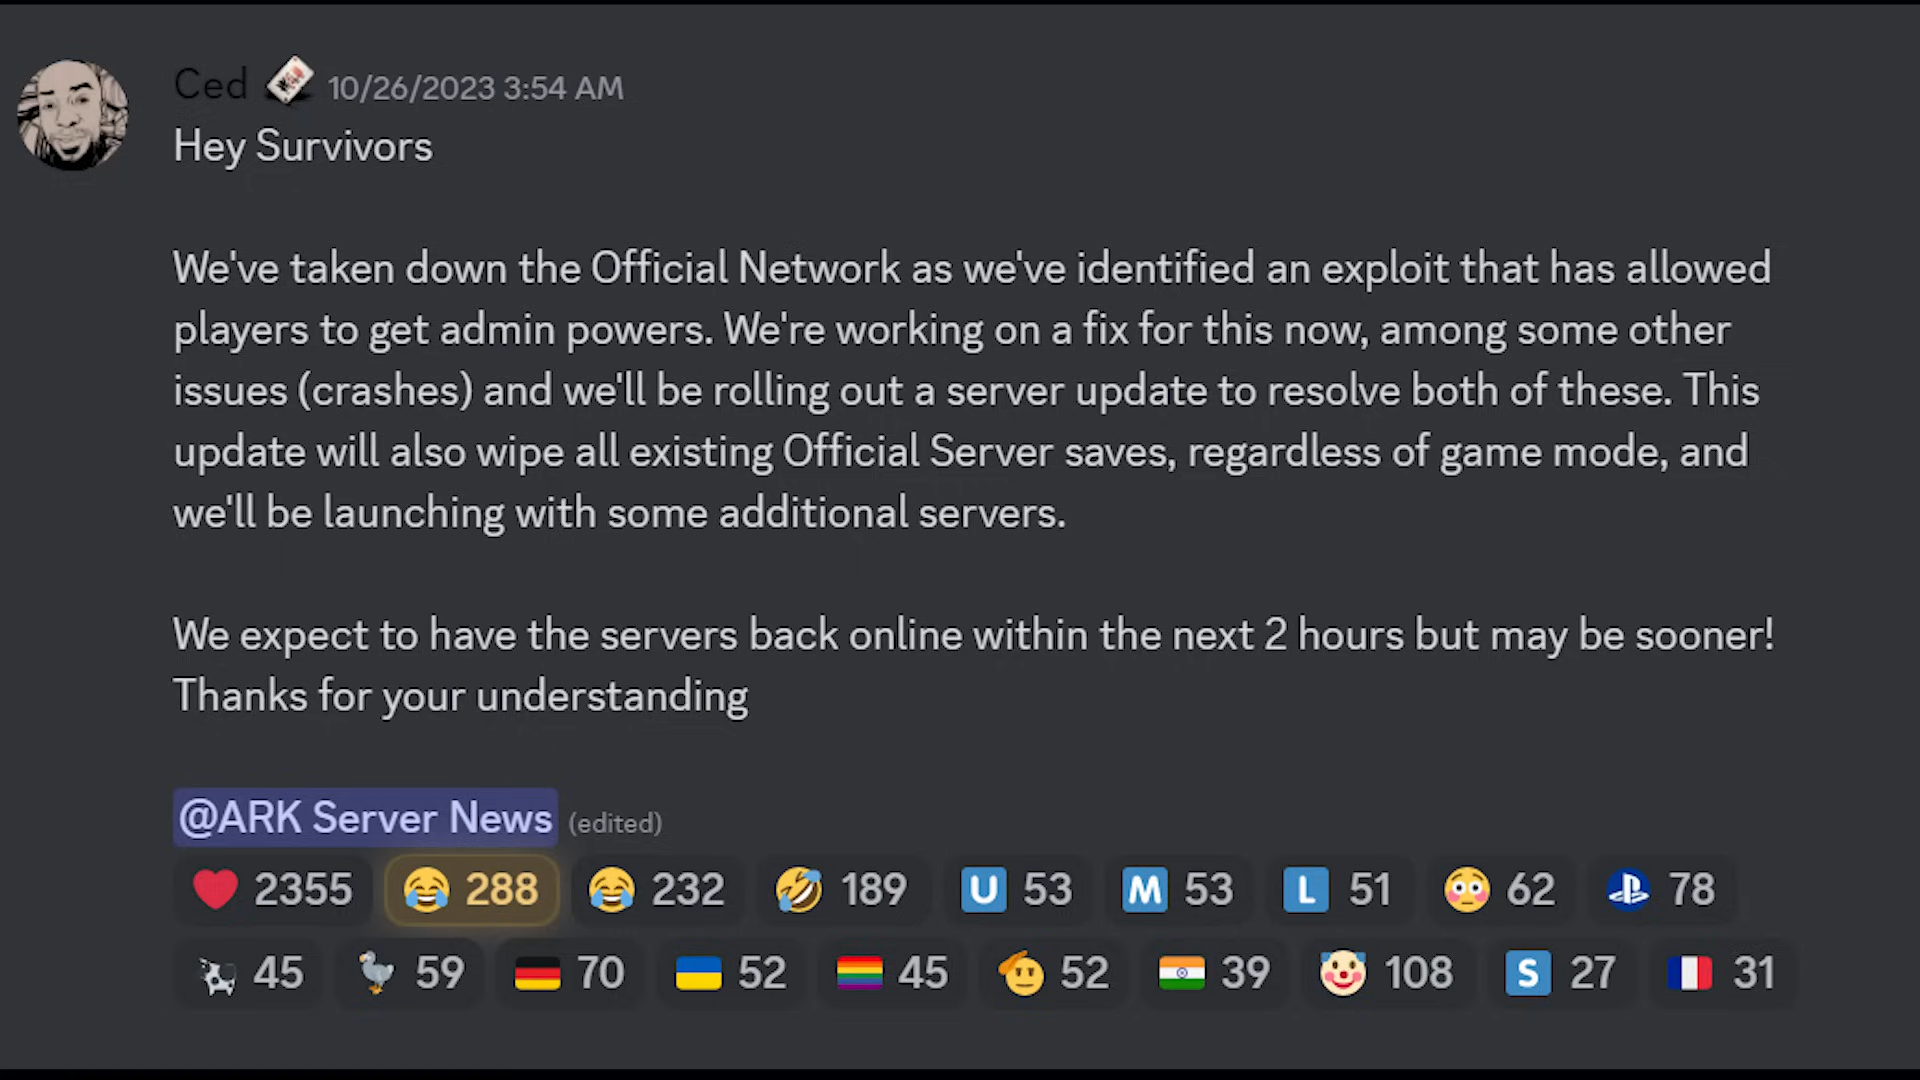 Ced 10/26/2023 3:54 AM
Hey Survivors
We've taken down the Official Network as we've identified an exploit that has allowed
players to get admin powers. We're working on a fix for this now, among some other
issues (crashes) and we'll be rolling out a server update to resolve both of these. This
update will also wipe all existing Official Server saves, regardless of game mode, and
we'll be launching with some additional servers.
We expect to have the servers back online within the next 2 hours but may be sooner!
Thanks for your understanding
@ARK Server News (edited)
2355 288 232 189 U 53 M 53 L 51 62 78
45 59 70 52 45 52 39 108 S 27 31